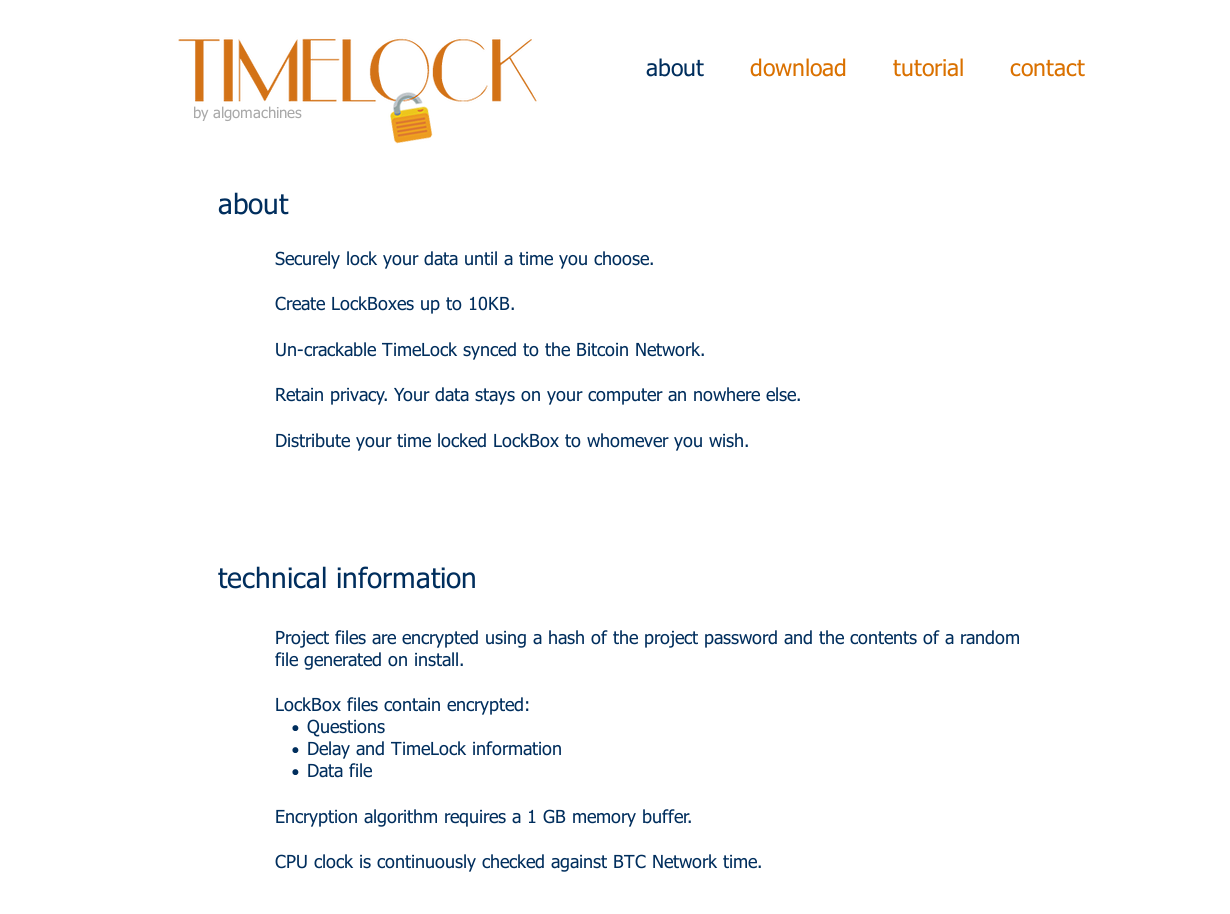 TIMELOCK
by algomachines
about download tutorial contact
about
Securely lock your data until a time you choose.
Create LockBoxes up to 10KB.
Un-crackable TimeLock synced to the Bitcoin Network.
Retain privacy. Your data stays on your computer an nowhere else.
Distribute your time locked LockBox to whomever you wish.
technical information
Project files are encrypted using a hash of the project password and the contents of a random
file generated on install.
LockBox files contain encrypted:
• Questions
• Delay and TimeLock information
• Data file
Encryption algorithm requires a 1 GB memory buffer.
CPU clock is continuously checked against BTC Network time.